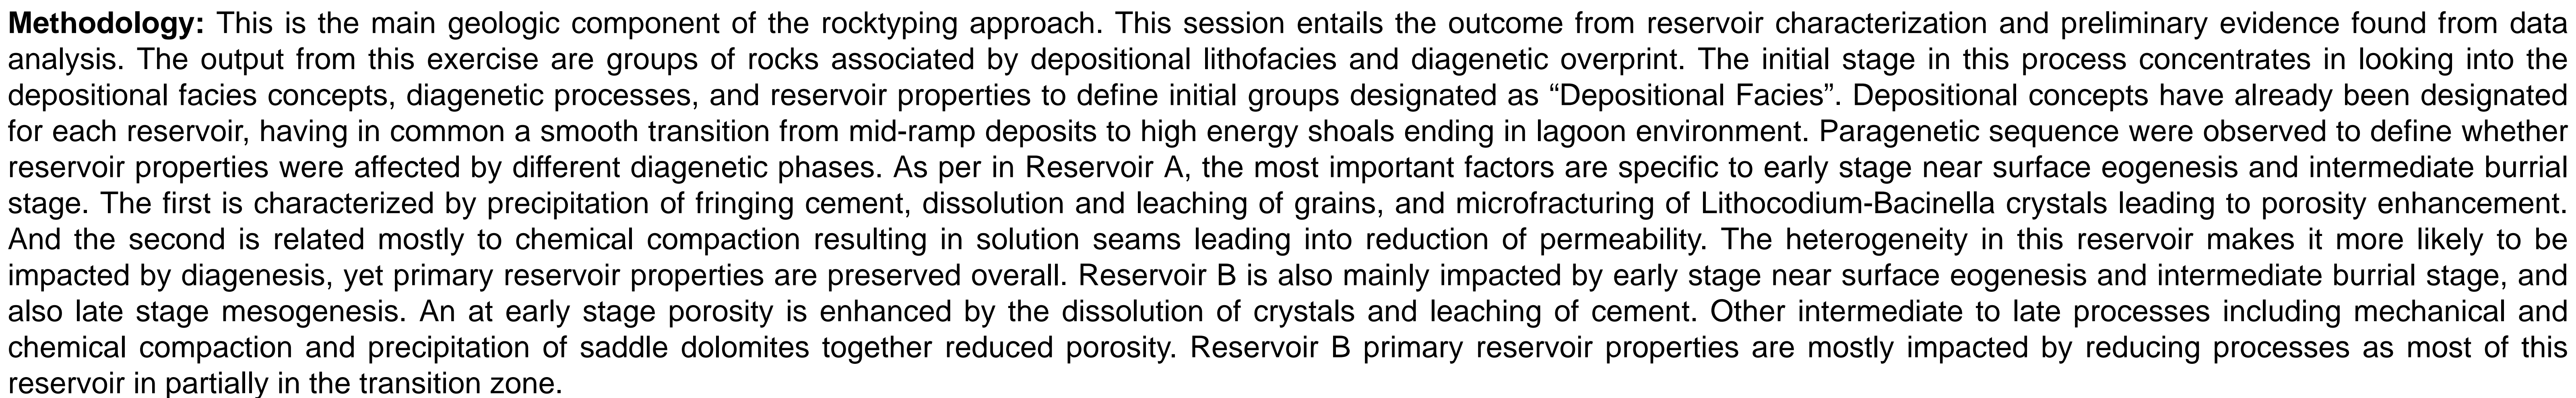 Methodology: This is the main geologic component of the rocktyping approach. This session entails the outcome from reservoir characterization and preliminary evidence found from data
analysis. The output from this exercise are groups of rocks associated by depositional lithofacies and diagenetic overprint. The initial stage in this process concentrates in looking into the
depositional facies concepts, diagenetic processes, and reservoir properties to define initial groups designated as “Depositional Facies”. Depositional concepts have already been designated
for each reservoir, having in common a smooth transition from mid-ramp deposits to high energy shoals ending in lagoon environment. Paragenetic sequence were observed to define whether
reservoir properties were affected by different diagenetic phases. As per in Reservoir A, the most important factors are specific to early stage near surface eogenesis and intermediate burrial
stage. The first is characterized by precipitation of fringing cement, dissolution and leaching of grains, and microfracturing of Lithocodium-Bacinella crystals leading to porosity enhancement.
And the second is related mostly to chemical compaction resulting in solution seams leading into reduction of permeability. The heterogeneity in this reservoir makes it more likely to be
impacted by diagenesis, yet primary reservoir properties are preserved overall. Reservoir B is also mainly impacted by early stage near surface eogenesis and intermediate burrial stage, and
also late stage mesogenesis. An at early stage porosity is enhanced by the dissolution of crystals and leaching of cement. Other intermediate to late processes including mechanical and
chemical compaction and precipitation of saddle dolomites together reduced porosity. Reservoir B primary reservoir properties are mostly impacted by reducing processes as most of this
reservoir in partially in the transition zone.